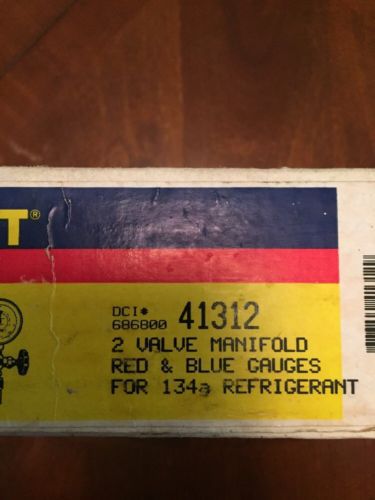 T®
DCI# 686800 41312
2 VALVE MANIFOLD
RED & BLUE GAUGES
FOR 134a REFRIGERANT